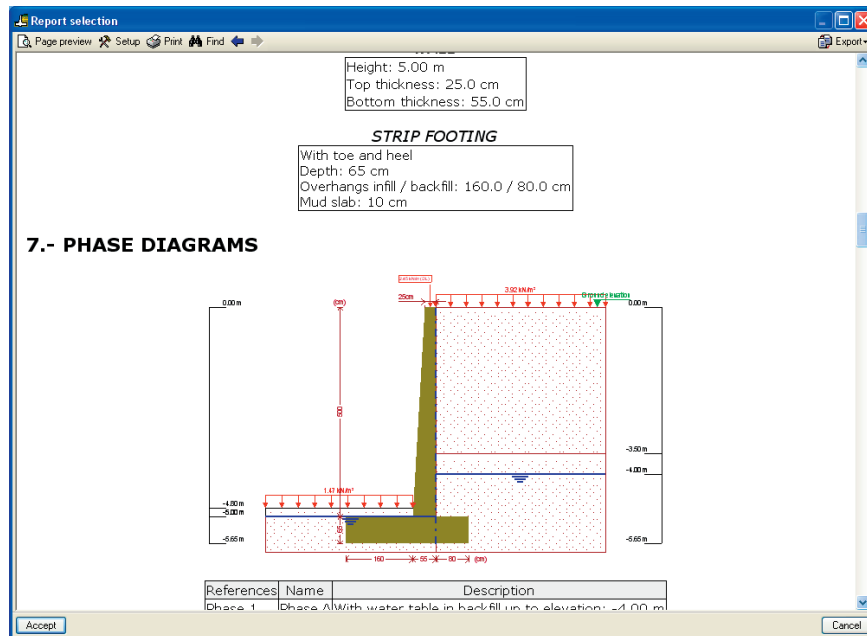 Report selection
Page preview Setup Print Find Export
Height: 5.00 m
Top thickness: 25.0 cm
Bottom thickness: 55.0 cm
STRIP FOOTING
With toe and heel
Depth: 65 cm
Overhangs infill / backfill: 160.0 / 80.0 cm
Mud slab: 10 cm
7.- PHASE DIAGRAMS
3.92 kN/m²
0.00 m (cm) 25cm 0.00 m
500
-3.50 m
-4.00 m
1.47 kN/m²
-4.80 m
-5.00 m
65
-5.65 m -5.65 m
160 55 80 (cm)
References Name Description
Phase 1 Phase With water table in backfill up to elevation: -4.00 m
Accept Cancel